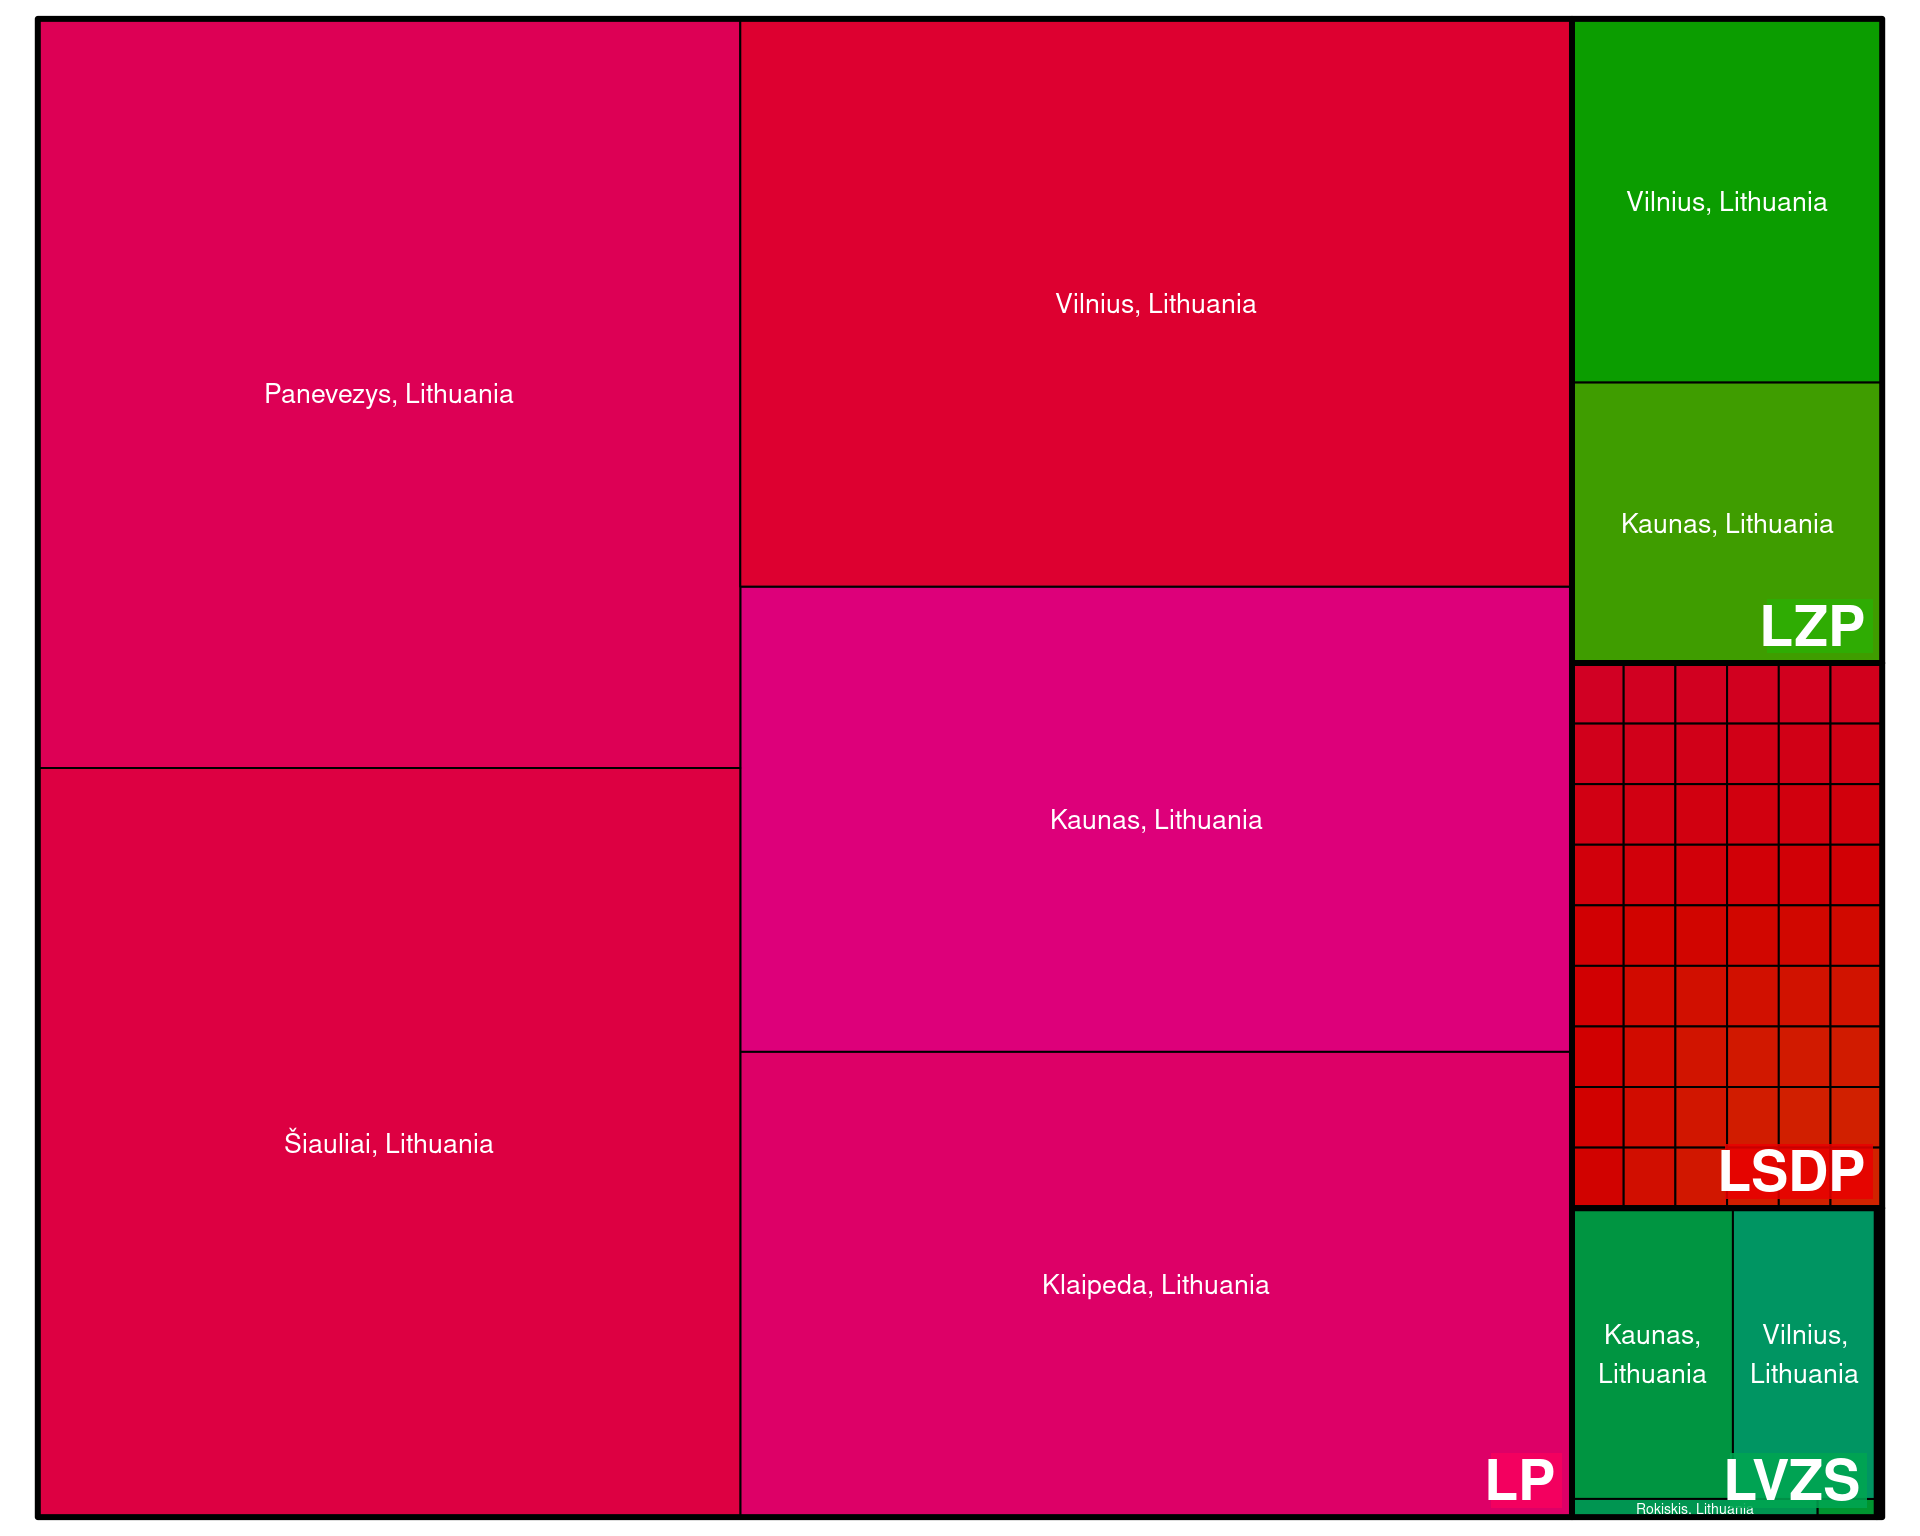 Panevezys, Lithuania
Šiauliai, Lithuania
Vilnius, Lithuania
Kaunas, Lithuania
Klaipeda, Lithuania
LP
Vilnius, Lithuania
Kaunas, Lithuania
LZP
LSDP
Kaunas,
Lithuania
Vilnius,
Lithuania
LVZS
Rokiskis, Lithuania